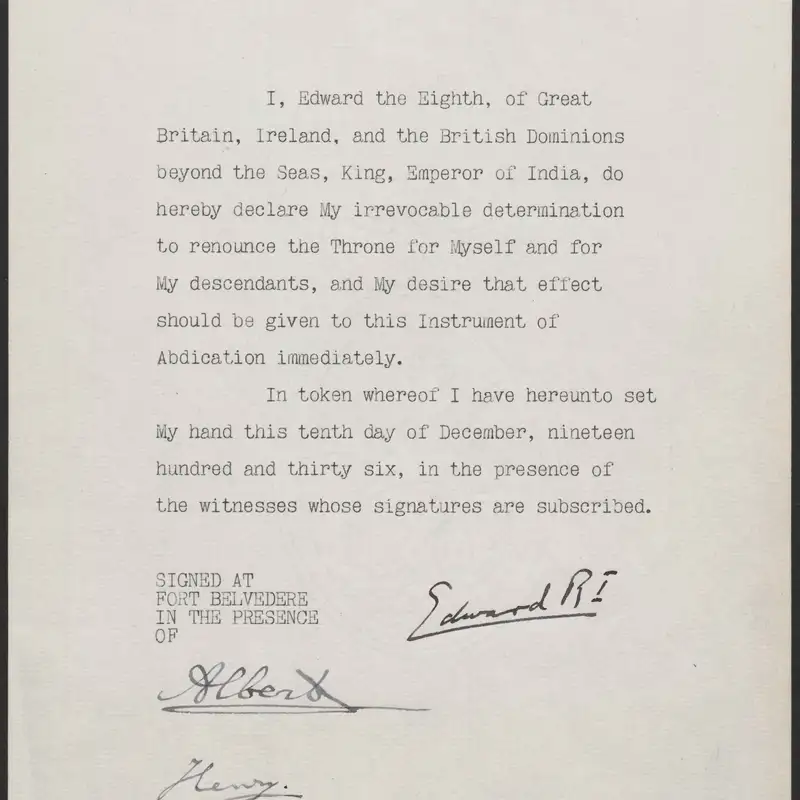 I, Edward the Eighth, of Great
Britain, Ireland, and the British Dominions
beyond the Seas, King, Emperor of India, do
hereby declare My irrevocable determination
to renounce the Throne for Myself and for
My descendants, and My desire that effect
should be given to this Instrument of
Abdication immediately.
In token whereof I have hereunto set
My hand this tenth day of December, nineteen
hundred and thirty six, in the presence of
the witnesses whose signatures are subscribed.
SIGNED AT
FORT BELVEDERE
IN THE PRESENCE
OF
Edward RI
Albert
Henry.